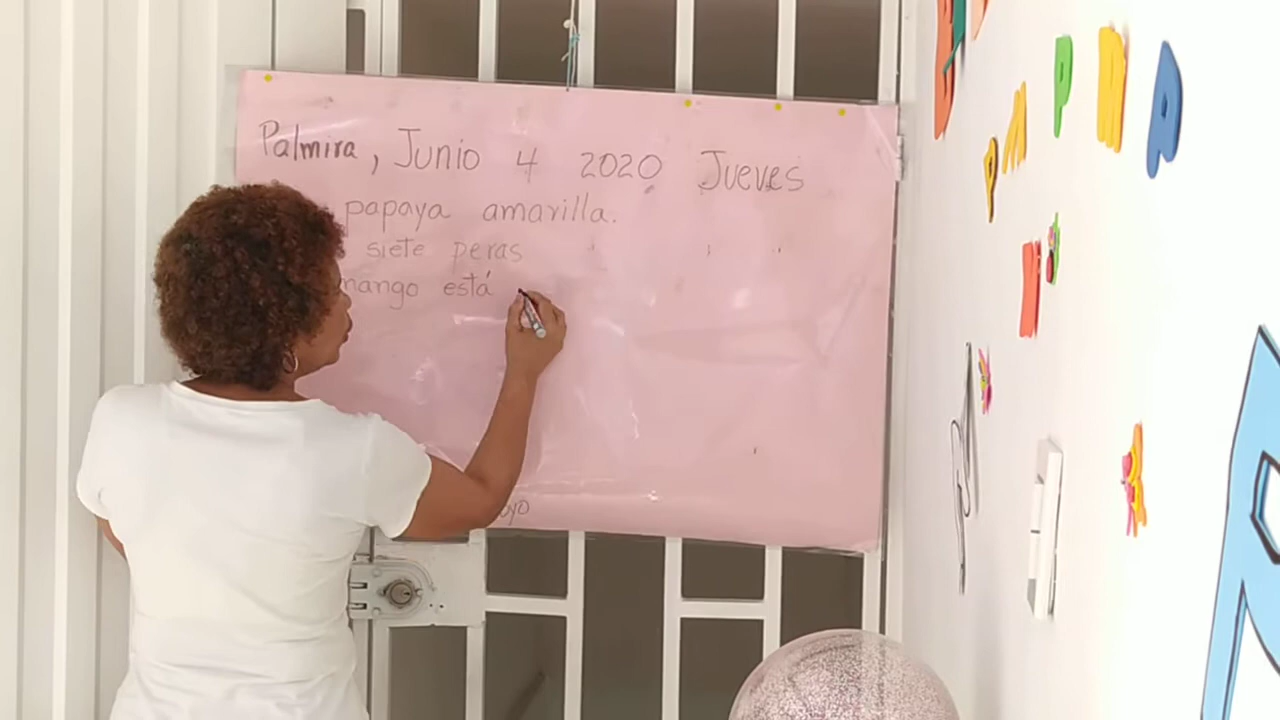 Palmira, Junio 4 2020 Jueves
papaya amarilla.
siete peras
mango está